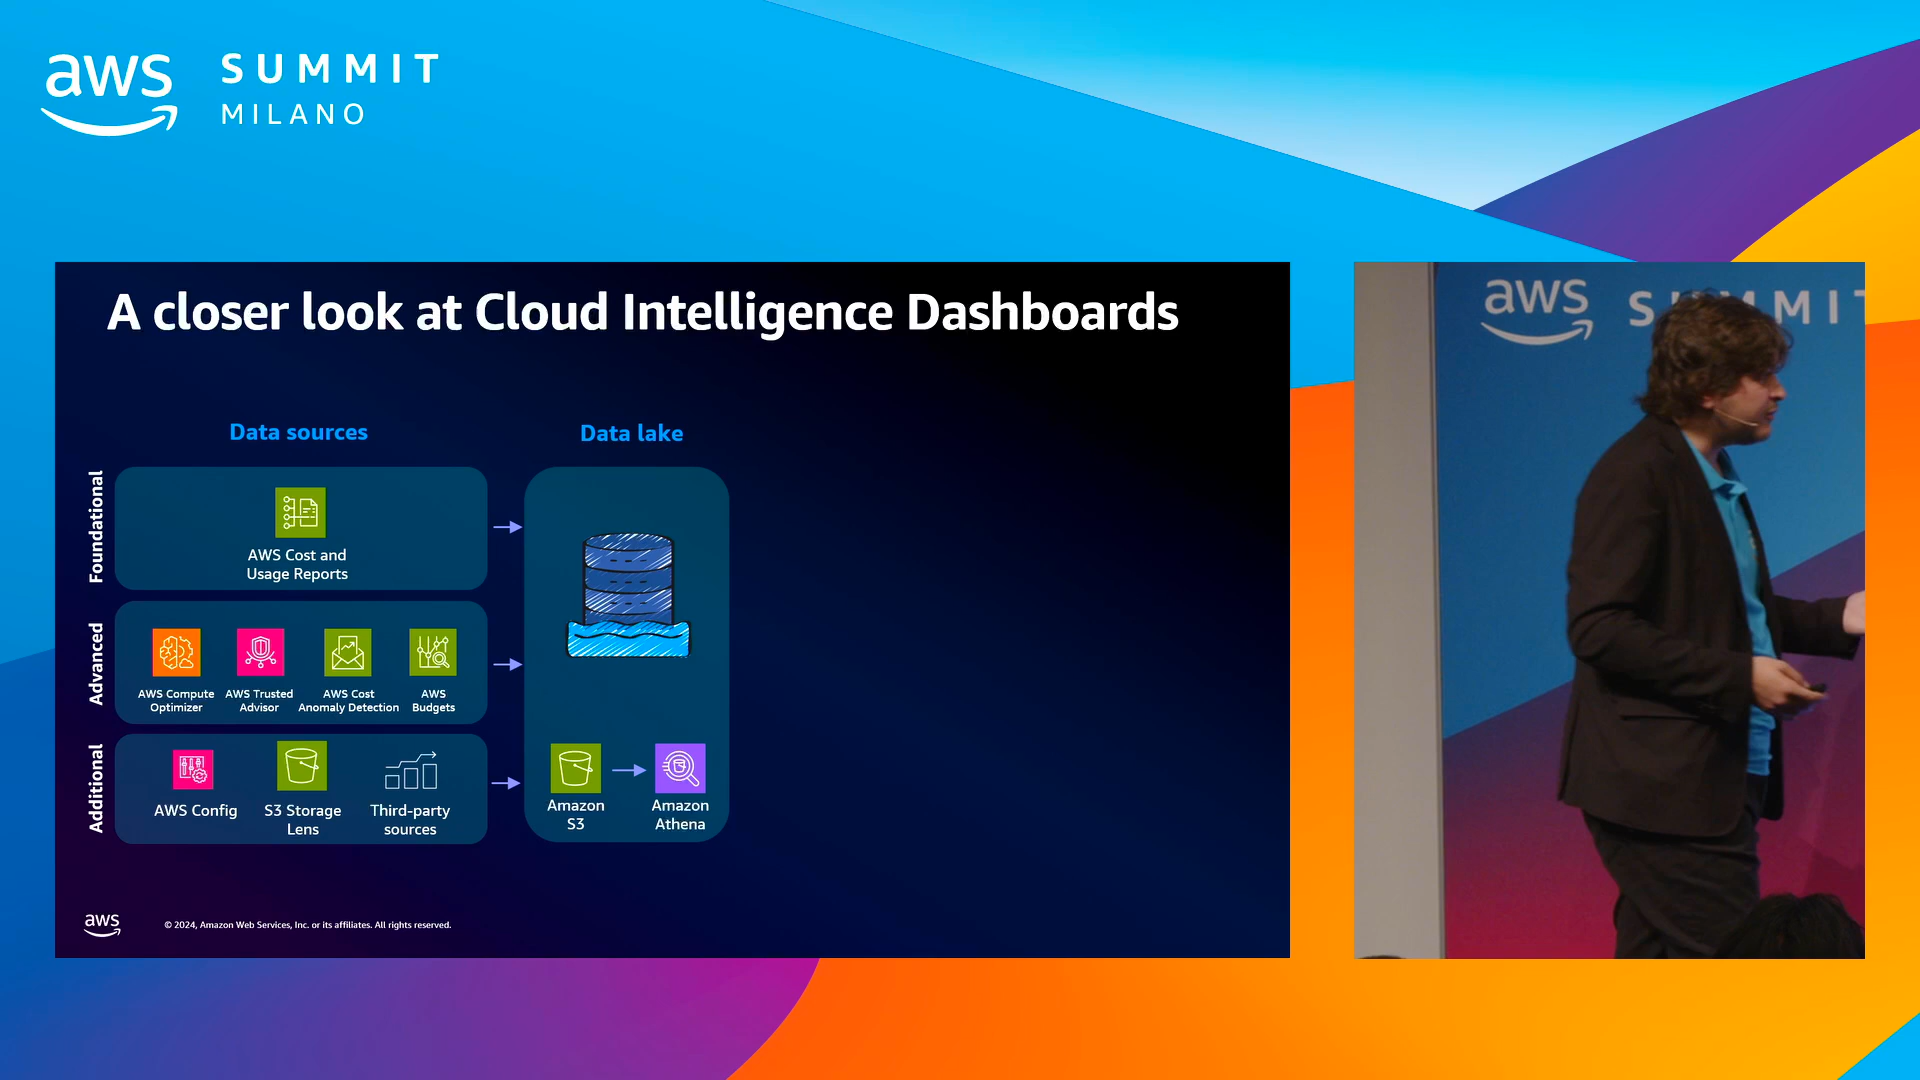 aws
SUMMIT
MILANO
A closer look at Cloud Intelligence Dashboards
Data sources
Data lake
Foundational
AWS Cost and
Usage Reports
Advanced
AWS Compute
Optimizer
AWS Trusted
Advisor
AWS Cost
Anomaly Detection
AWS
Budgets
Additional
AWS Config
S3 Storage
Lens
Third-party
sources
Amazon
S3
Amazon
Athena
aws
© 2024, Amazon Web Services, Inc. or its affiliates. All rights reserved.
aws
SUMMIT